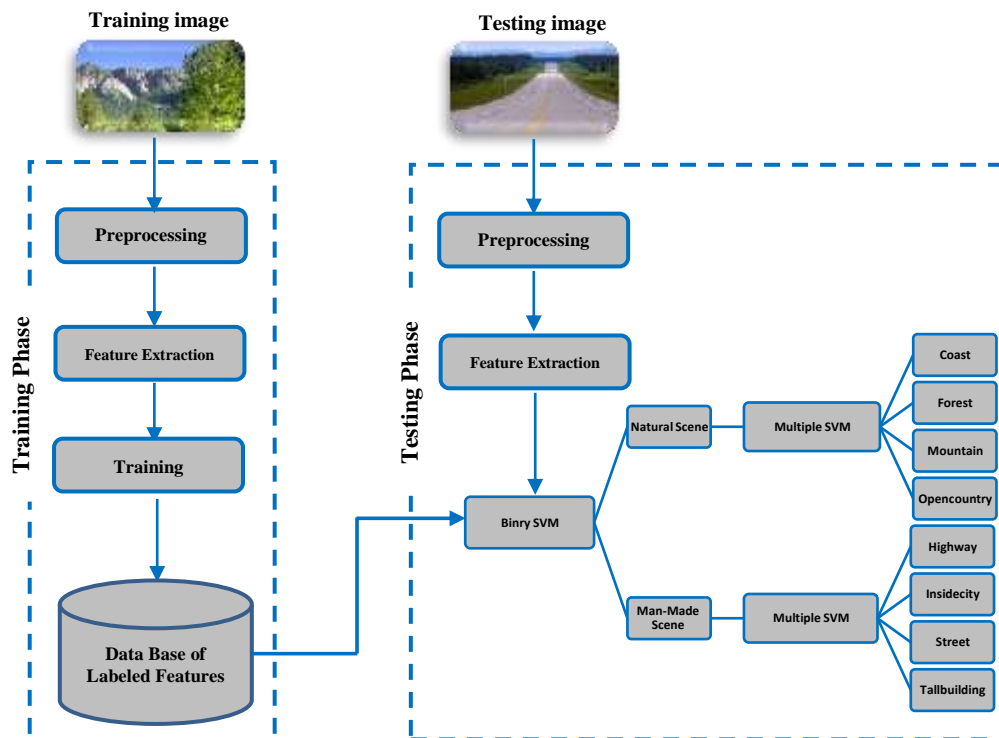 Training image
Testing image
Training Phase
Preprocessing
Feature Extraction
Training
Data Base of
Labeled Features
Testing Phase
Preprocessing
Feature Extraction
Binry SVM
Natural Scene
Multiple SVM
Coast
Forest
Mountain
Opencountry
Man-Made
Scene
Multiple SVM
Highway
Insidecity
Street
Tallbuilding